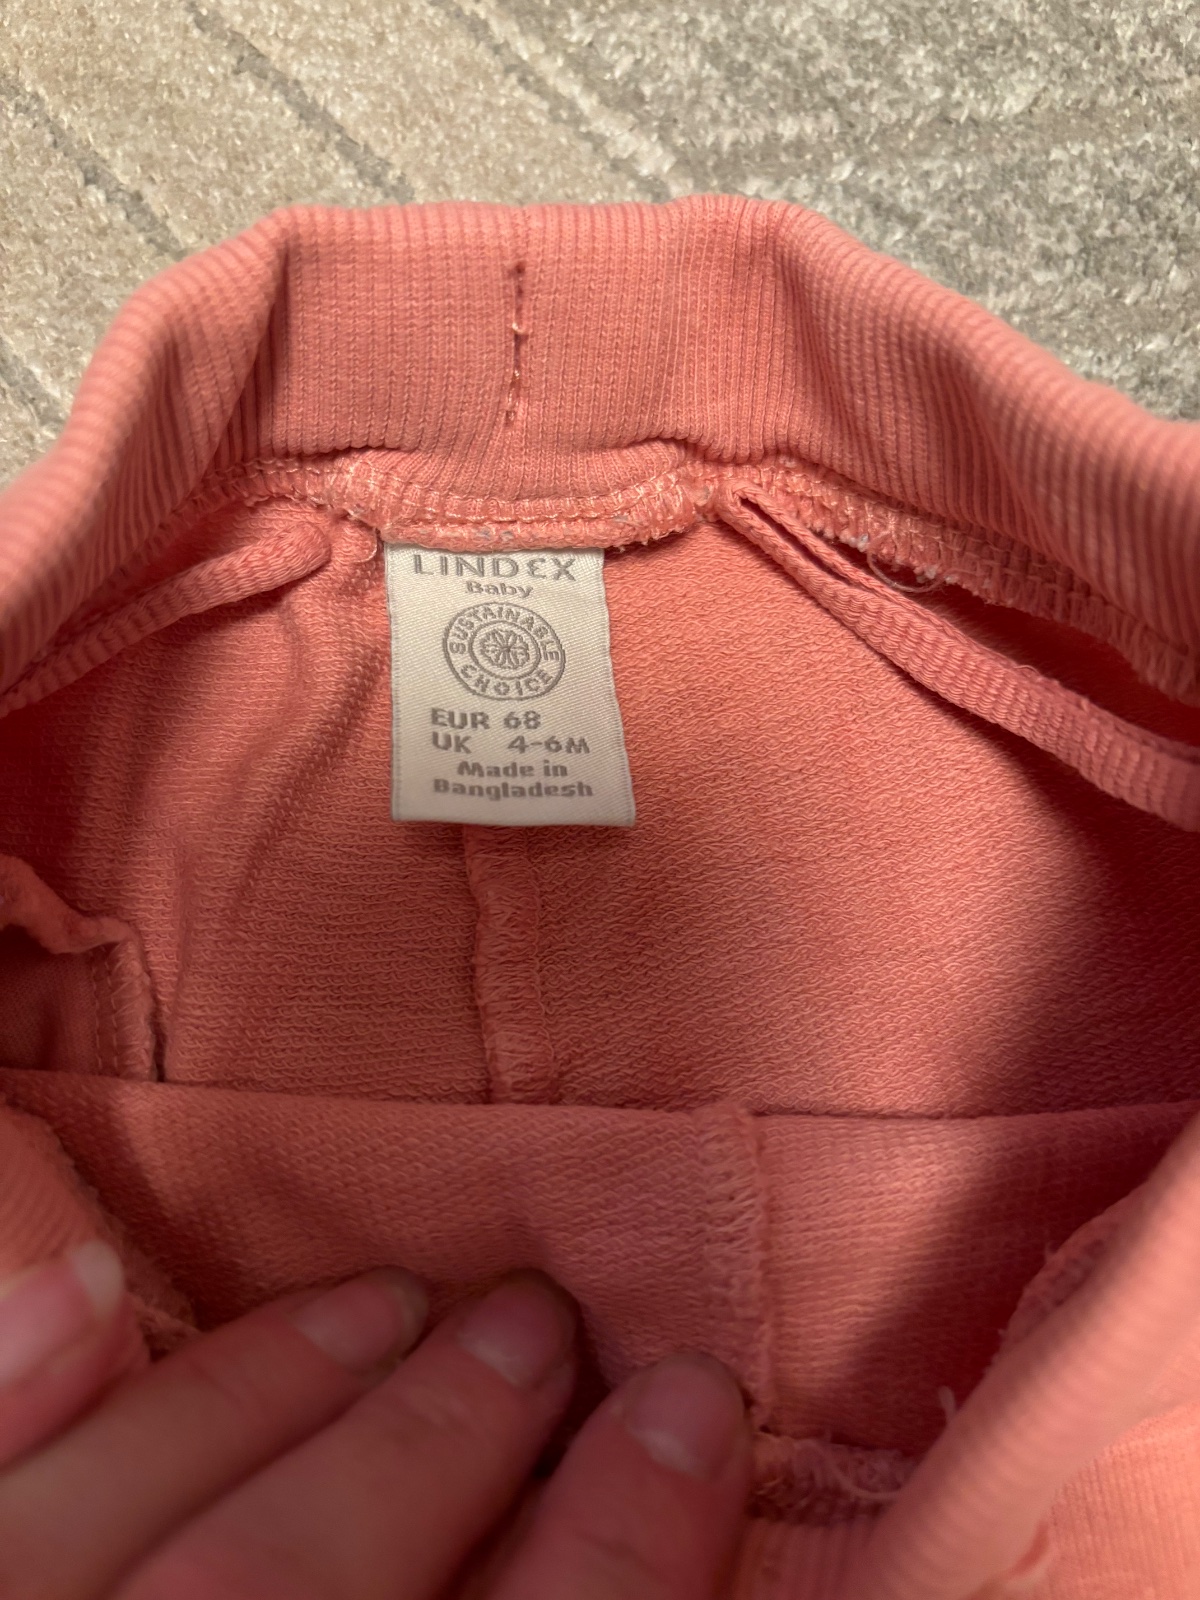 LINDEX
Baby
SUSTAINABLE
CHOICE
EUR 68
UK 4-6M
Made in
Bangladesh